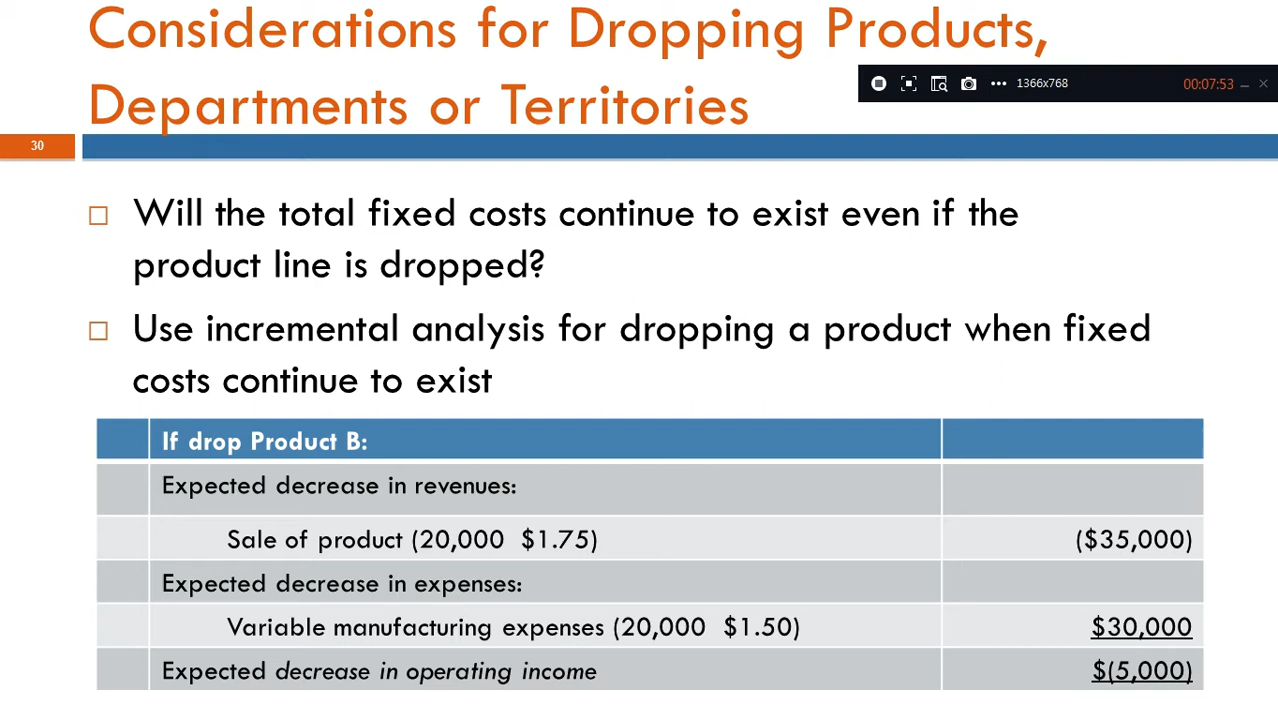 Considerations for Dropping Products,
Departments or Territories
1366x768
00:07:53
30
Will the total fixed costs continue to exist even if the
product line is dropped?
Use incremental analysis for dropping a product when fixed
costs continue to exist
If drop Product B:
Expected decrease in revenues:
Sale of product (20,000 $1.75) ($35,000)
Expected decrease in expenses:
Variable manufacturing expenses (20,000 $1.50) $30,000
Expected decrease in operating income $(5,000)